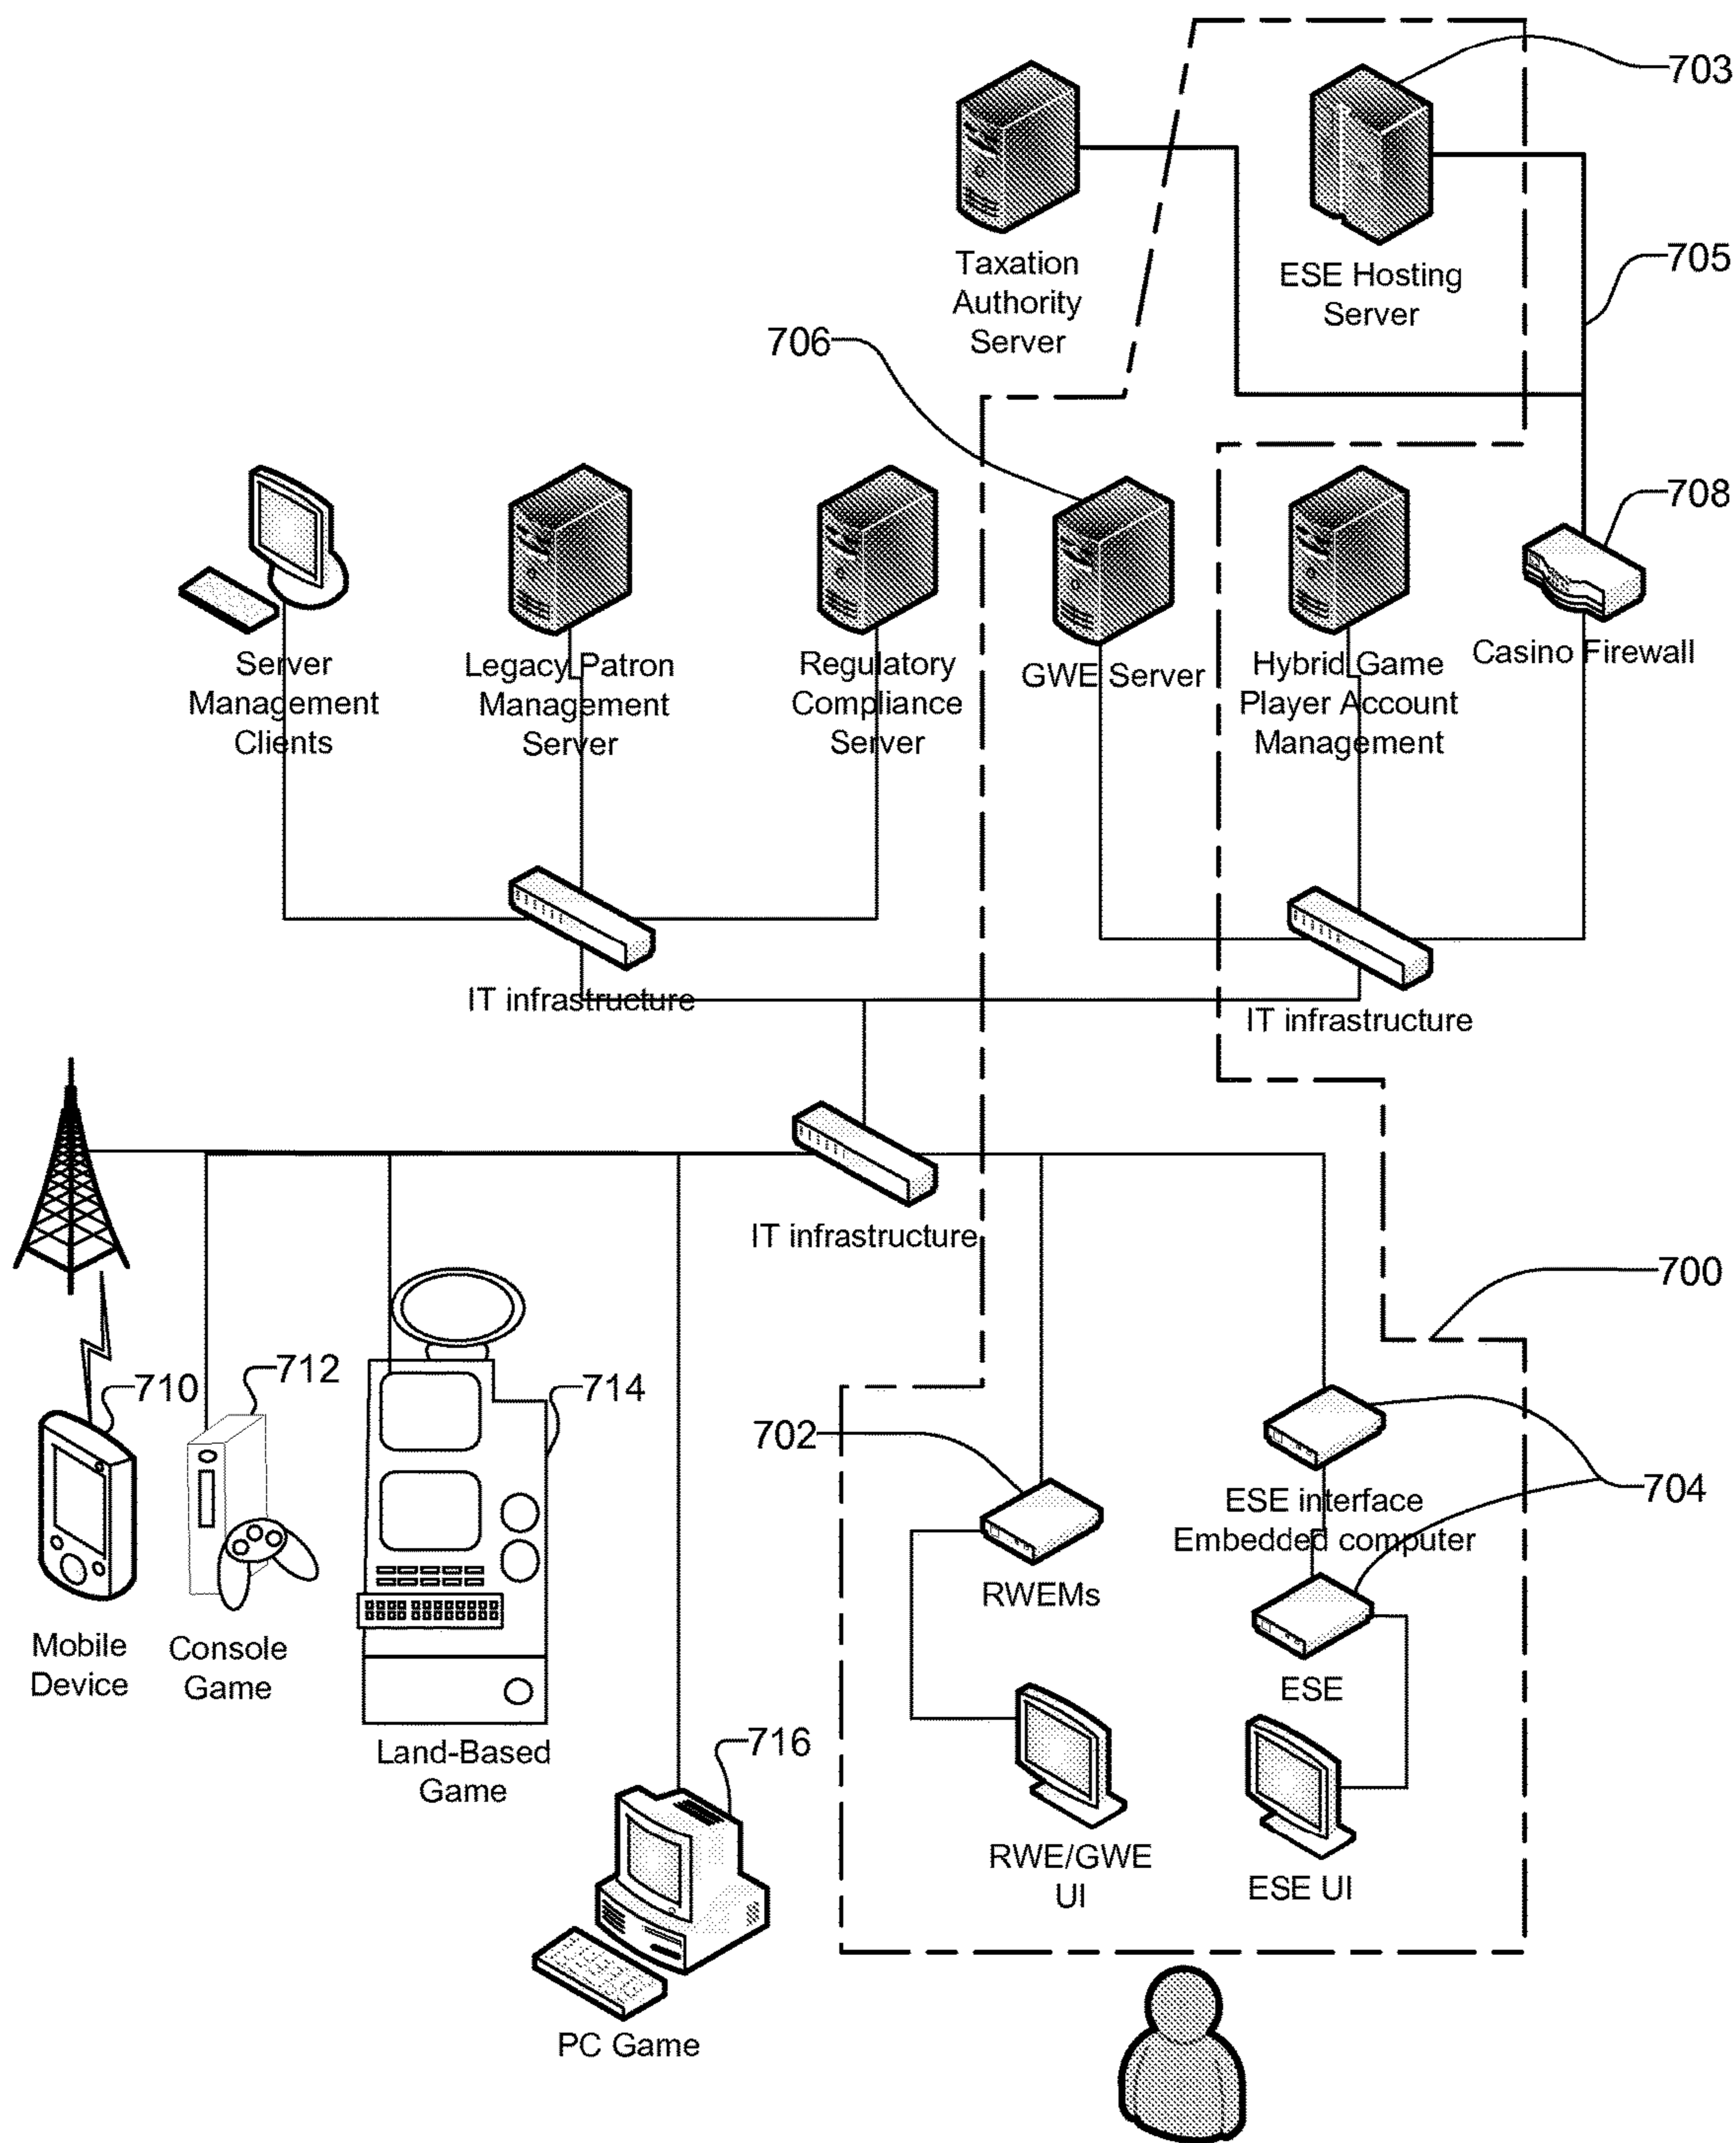 703
Taxation
Authority
Server
ESE Hosting
Server
705
706
708
Server
Management
Clients
Legacy Patron
Management
Server
Regulatory
Compliance
Server
GWE Server
Hybrid Game
Player Account
Management
Casino Firewall
IT infrastructure
IT infrastructure
IT infrastructure
700
710
712
714
702
704
ESE interface
Embedded computer
RWEMs
ESE
Mobile
Device
Console
Game
Land-Based
Game
716
RWE/GWE
UI
ESE UI
PC Game